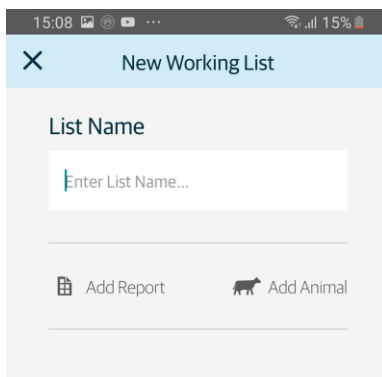 15:08 ... 15%
New Working List
List Name
Enter List Name...
Add Report Add Animal